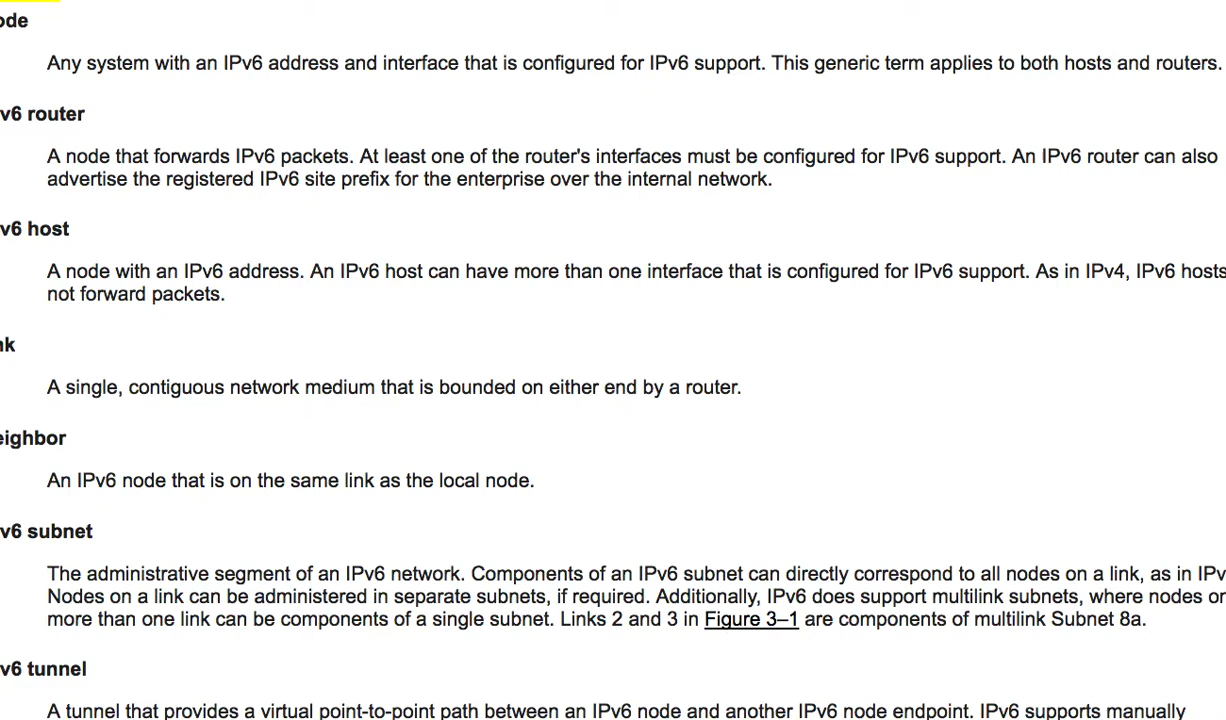 ode
Any system with an IPv6 address and interface that is configured for IPv6 support. This generic term applies to both hosts and routers.
v6 router
A node that forwards IPv6 packets. At least one of the router's interfaces must be configured for IPv6 support. An IPv6 router can also
advertise the registered IPv6 site prefix for the enterprise over the internal network.
v6 host
A node with an IPv6 address. An IPv6 host can have more than one interface that is configured for IPv6 support. As in IPv4, IPv6 hosts
not forward packets.
nk
A single, contiguous network medium that is bounded on either end by a router.
eighbor
An IPv6 node that is on the same link as the local node.
v6 subnet
The administrative segment of an IPv6 network. Components of an IPv6 subnet can directly correspond to all nodes on a link, as in IPv
Nodes on a link can be administered in separate subnets, if required. Additionally, IPv6 does support multilink subnets, where nodes or
more than one link can be components of a single subnet. Links 2 and 3 in Figure 3–1 are components of multilink Subnet 8a.
v6 tunnel
A tunnel that provides a virtual point-to-point path between an IPv6 node and another IPv6 node endpoint. IPv6 supports manually